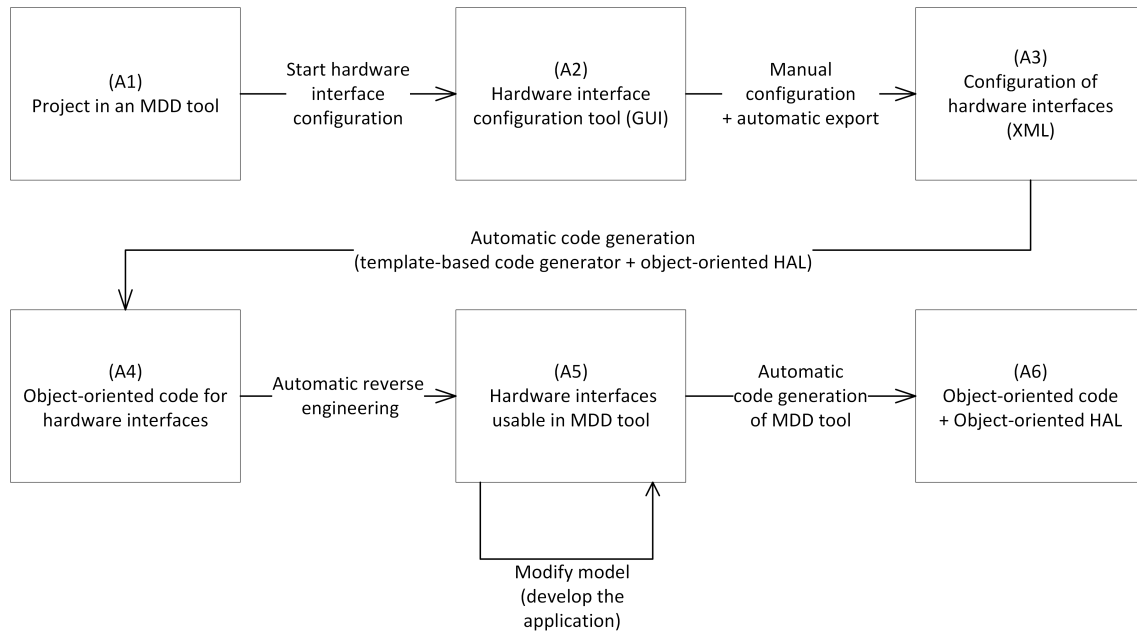 (A1)
Project in an MDD tool
Start hardware
interface
configuration
(A2)
Hardware interface
configuration tool (GUI)
Manual
configuration
+ automatic export
(A3)
Configuration of
hardware interfaces
(XML)
Automatic code generation
(template-based code generator + object-oriented HAL)
(A4)
Object-oriented code for
hardware interfaces
Automatic reverse
engineering
(A5)
Hardware interfaces
usable in MDD tool
Automatic
code generation
of MDD tool
(A6)
Object-oriented code
+ Object-oriented HAL
Modify model
(develop the
application)